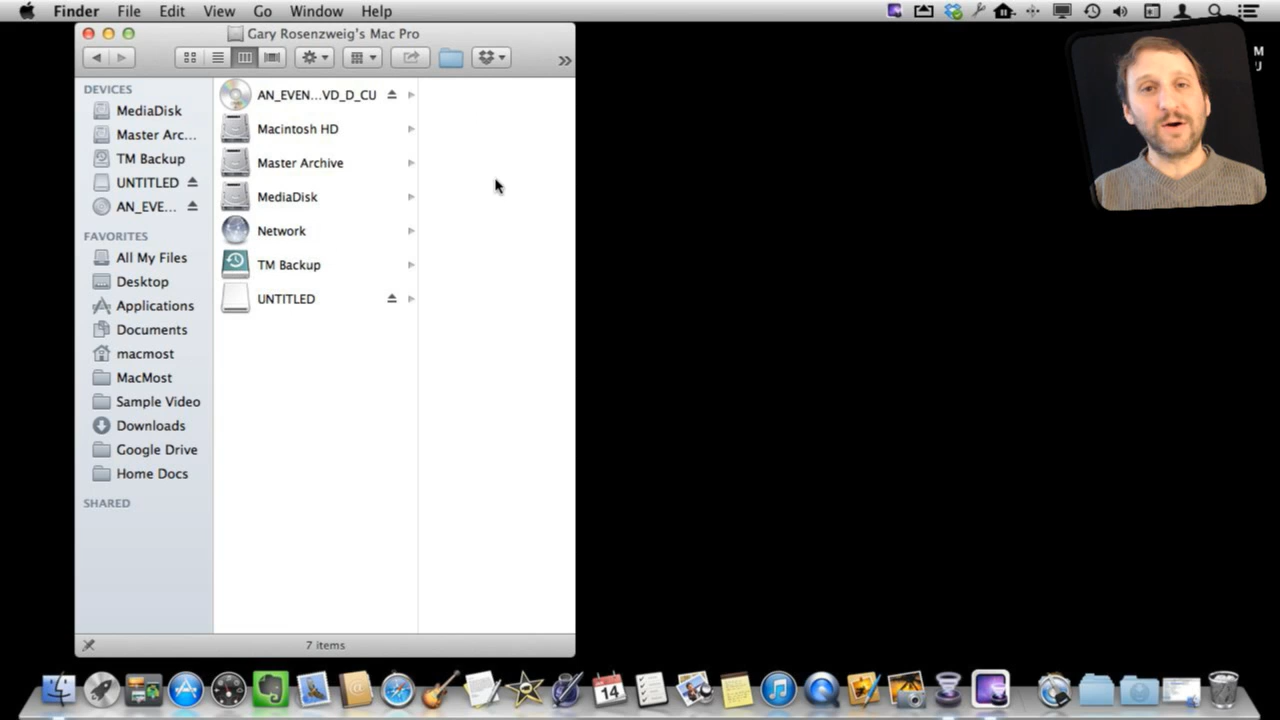 Finder File Edit View Go Window Help
Gary Rosenzweig's Mac Pro
DEVICES
MediaDisk
Master Arc...
TM Backup
UNTITLED
AN_EVE...
FAVORITES
All My Files
Desktop
Applications
Documents
macmost
MacMost
Sample Video
Downloads
Google Drive
Home Docs
SHARED
AN_EVEN...VD_D_CU
Macintosh HD
Master Archive
MediaDisk
Network
TM Backup
UNTITLED
7 items
14